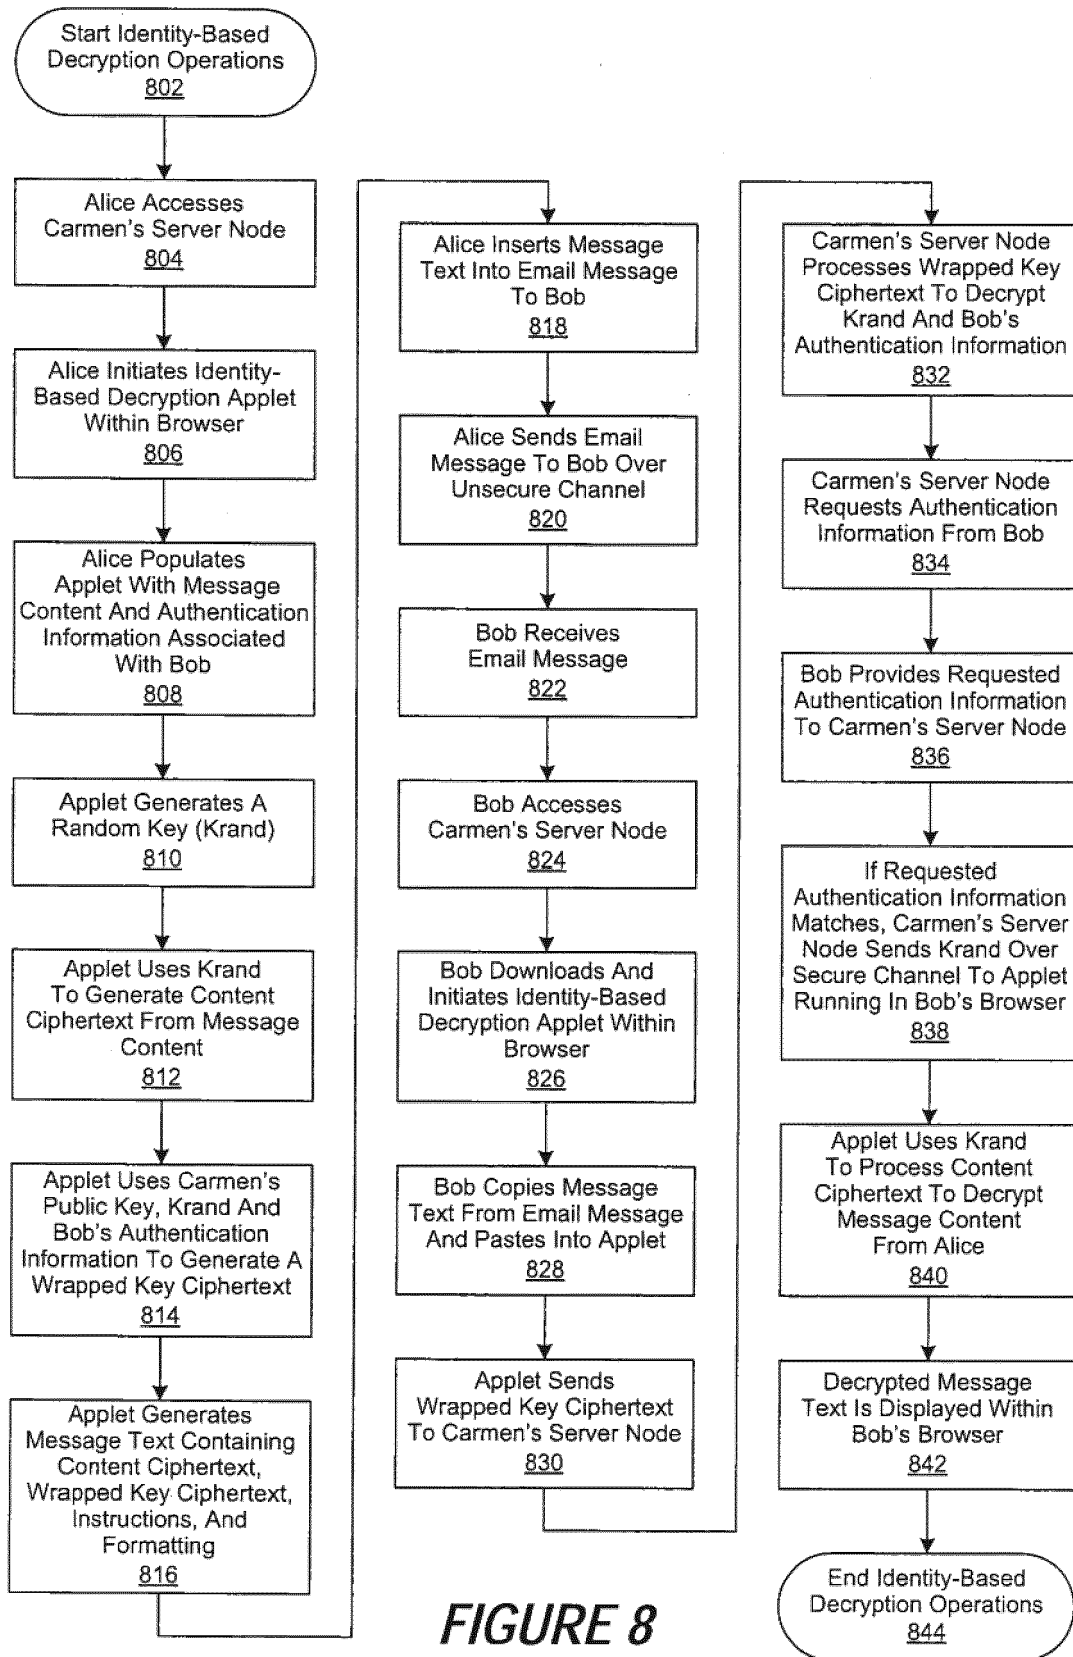 Start Identity-Based
Decryption Operations
802
Alice Accesses
Carmen's Server Node
804
Alice Initiates Identity-
Based Decryption Applet
Within Browser
806
Alice Populates
Applet With Message
Content And Authentication
Information Associated
With Bob
808
Applet Generates A
Random Key (Krand)
810
Applet Uses Krand
To Generate Content
Ciphertext From Message
Content
812
Applet Uses Carmen's
Public Key, Krand And
Bob's Authentication
Information To Generate A
Wrapped Key Ciphertext
814
Applet Generates
Message Text Containing
Content Ciphertext,
Wrapped Key Ciphertext,
Instructions, And
Formatting
816
Alice Inserts Message
Text Into Email Message
To Bob
818
Alice Sends Email
Message To Bob Over
Unsecure Channel
820
Bob Receives
Email Message
822
Bob Accesses
Carmen's Server Node
824
Bob Downloads And
Initiates Identity-Based
Decryption Applet Within
Browser
826
Bob Copies Message
Text From Email Message
And Pastes Into Applet
828
Applet Sends
Wrapped Key Ciphertext
To Carmen's Server Node
830
Carmen's Server Node
Processes Wrapped Key
Ciphertext To Decrypt
Krand And Bob's
Authentication Information
832
Carmen's Server Node
Requests Authentication
Information From Bob
834
Bob Provides Requested
Authentication Information
To Carmen's Server Node
836
If Requested
Authentication Information
Matches, Carmen's Server
Node Sends Krand Over
Secure Channel To Applet
Running In Bob's Browser
838
Applet Uses Krand
To Process Content
Ciphertext To Decrypt
Message Content
From Alice
840
Decrypted Message
Text Is Displayed Within
Bob's Browser
842
End Identity-Based
Decryption Operations
844
FIGURE 8